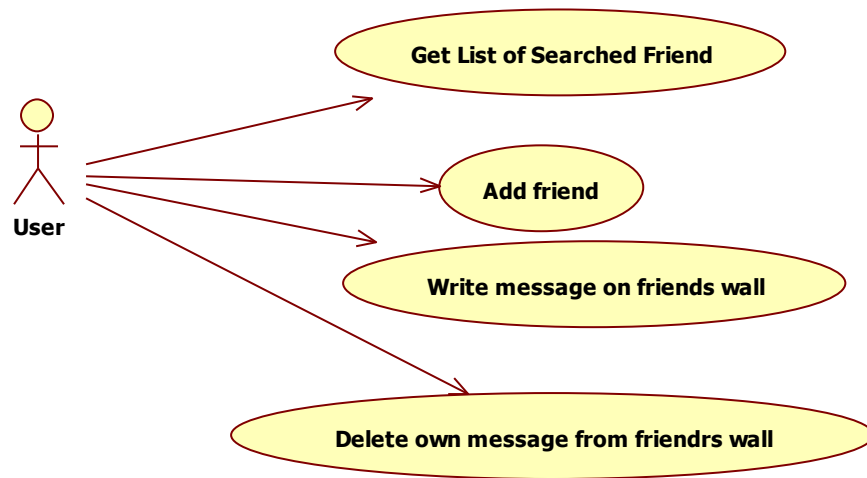 Get List of Searched Friend
Add friend
User
Write message on friends wall
Delete own message from friendrs wall